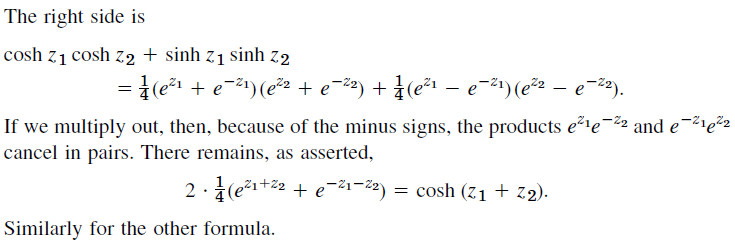 The right side is
cosh z₁ cosh z₂ + sinh z₁ sinh z₂
= ¼(e^{z₁} + e^{−z₁})(e^{z₂} + e^{−z₂}) + ¼(e^{z₁} − e^{−z₁})(e^{z₂} − e^{−z₂}).
If we multiply out, then, because of the minus signs, the products e^{z₁}e^{−z₂} and e^{−z₁}e^{z₂}
cancel in pairs. There remains, as asserted,
2 · ¼(e^{z₁+z₂} + e^{−z₁−z₂}) = cosh (z₁ + z₂).
Similarly for the other formula.